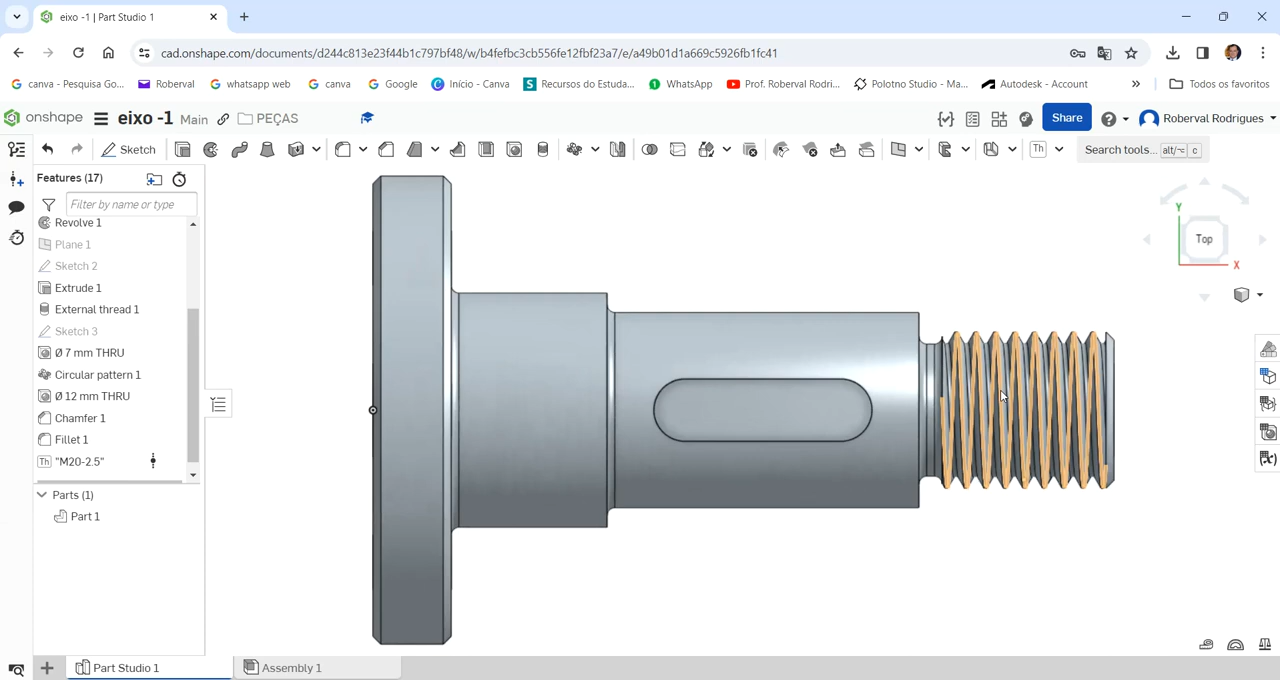 eixo -1 | Part Studio 1
cad.onshape.com/documents/d244c813e23f44b1c797bf48/w/b4fefbc3cb556fe12fbf23a7/e/a49b01d1a669c5926fb1fc41
canva - Pesquisa Go... Roberval whatsapp web canva Google Início - Canva Recursos do Estuda... WhatsApp Prof. Roberval Rodri... Polotno Studio - Ma... Autodesk - Account » Todos os favoritos
onshape eixo -1 Main PEÇAS Share Roberval Rodrigues
Sketch Th Search tools... alt/⌥ c
Features (17)
Filter by name or type
Revolve 1
Plane 1
Sketch 2
Extrude 1
External thread 1
Sketch 3
Ø 7 mm THRU
Circular pattern 1
Ø 12 mm THRU
Chamfer 1
Fillet 1
Th "M20-2.5"
Parts (1)
Part 1
Y
Top
X
Part Studio 1 Assembly 1